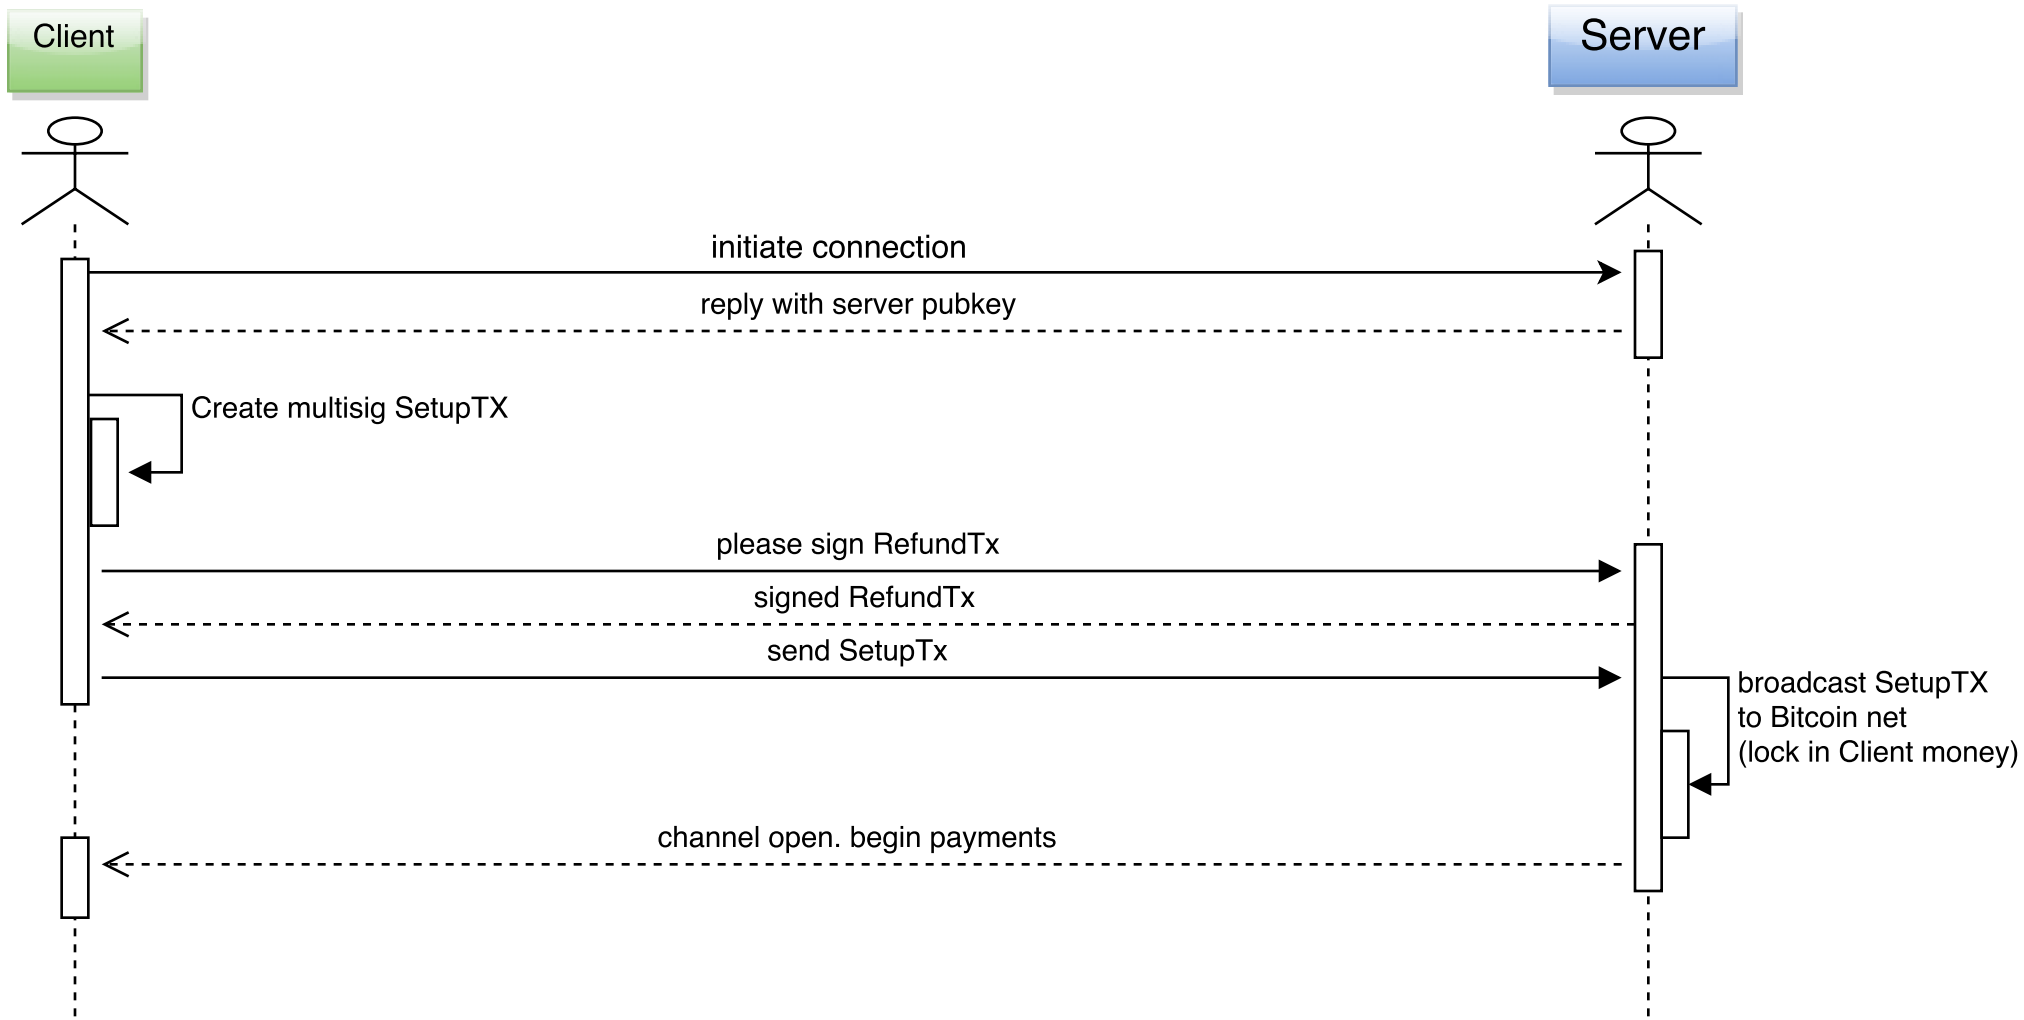 Client
Server
initiate connection
reply with server pubkey
Create multisig SetupTX
please sign RefundTx
signed RefundTx
send SetupTx
broadcast SetupTX
to Bitcoin net
(lock in Client money)
channel open. begin payments